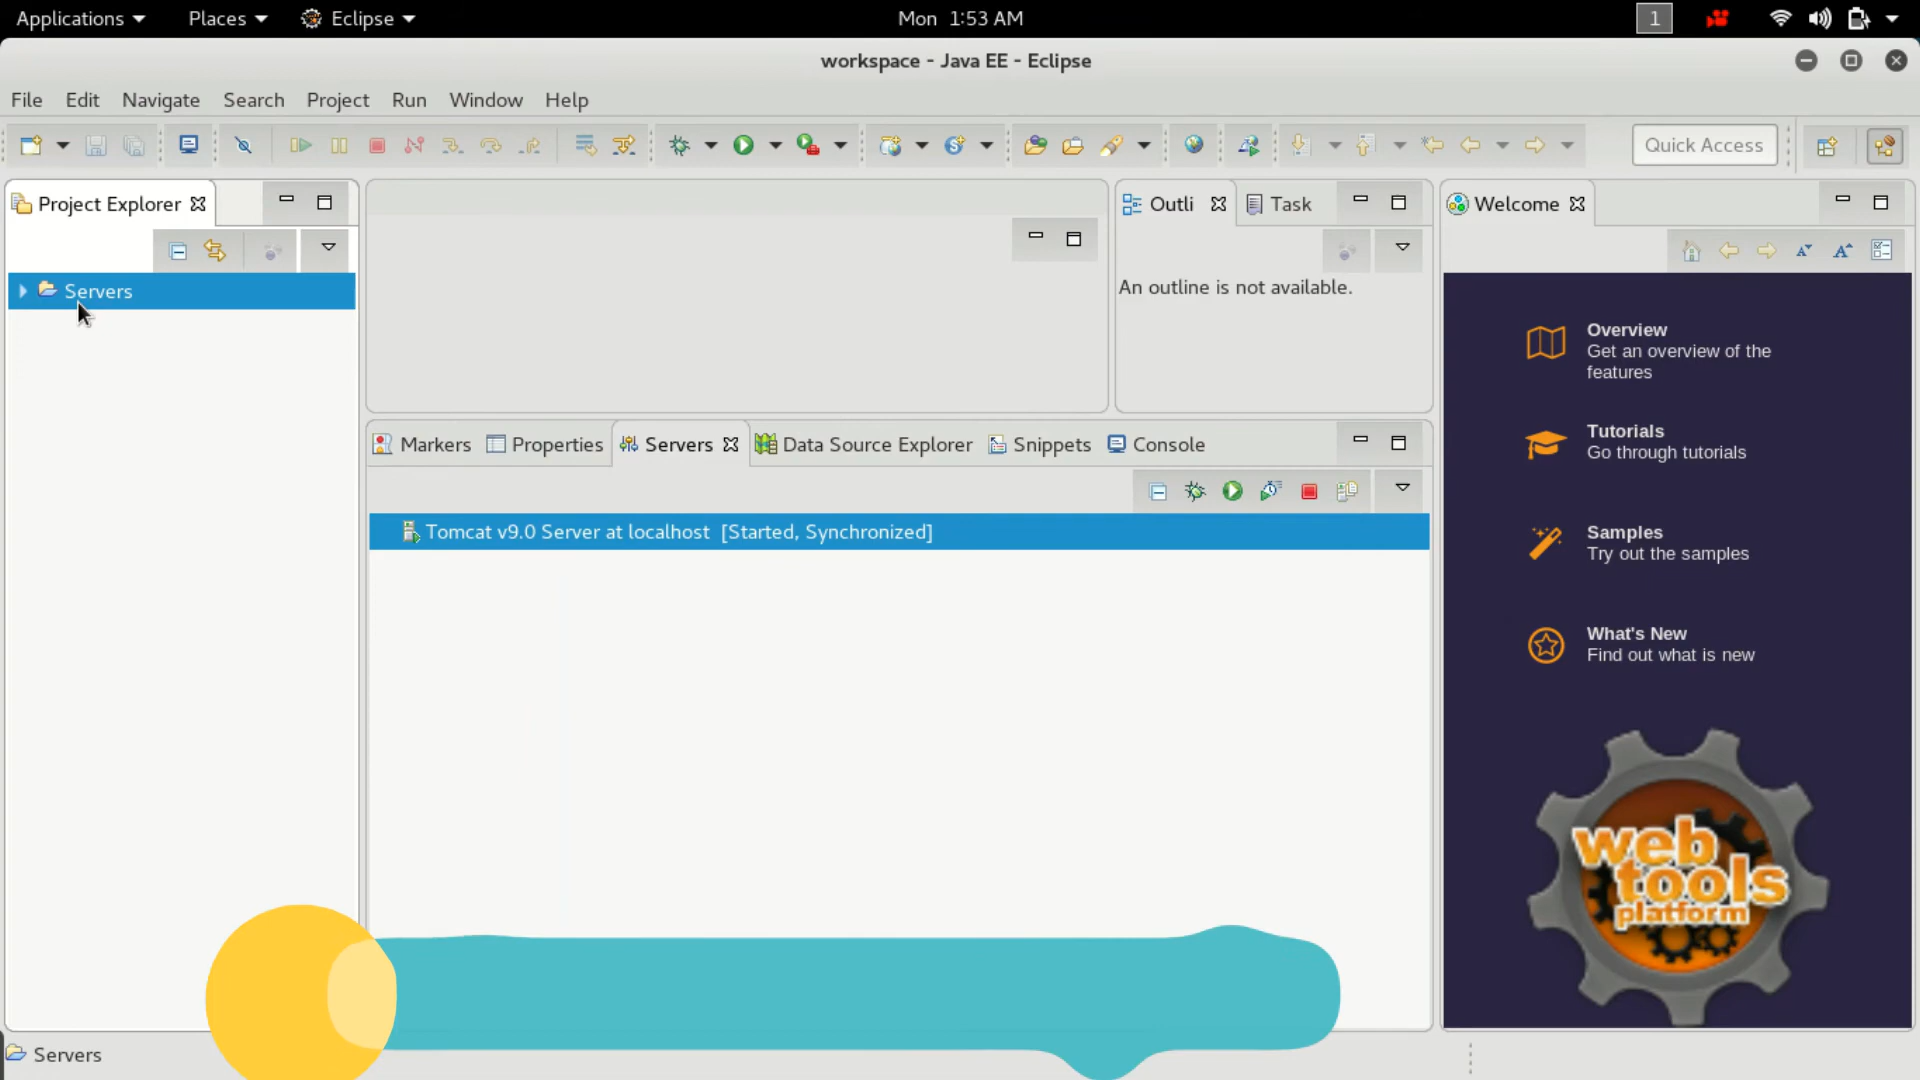 Applications Places Eclipse Mon 1:53 AM 1
workspace - Java EE - Eclipse
File Edit Navigate Search Project Run Window Help
Quick Access
Project Explorer
Servers
Outli Task
An outline is not available.
Markers Properties Servers Data Source Explorer Snippets Console
Tomcat v9.0 Server at localhost [Started, Synchronized]
Welcome
Overview
Get an overview of the
features
Tutorials
Go through tutorials
Samples
Try out the samples
What's New
Find out what is new
web
tools
platform
Servers